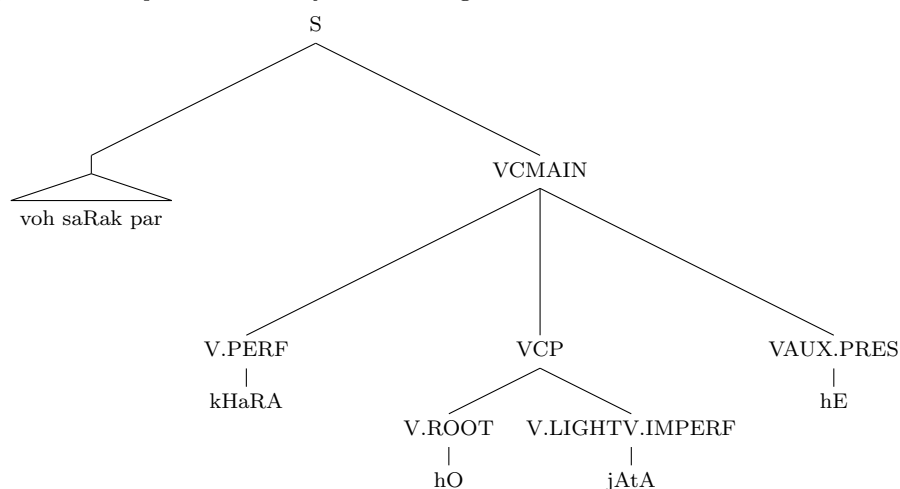 S
VCMAIN
voh saRak par
V.PERF VCP VAUX.PRES
kHaRA hE
V.ROOT V.LIGHTV.IMPERF
hO jAtA